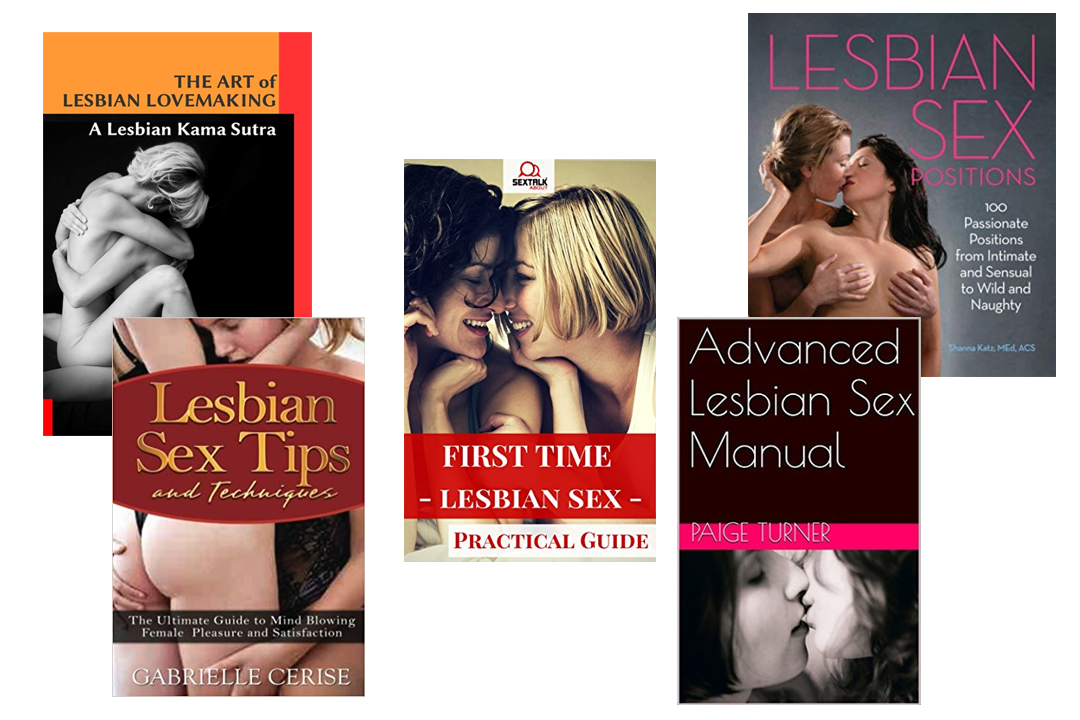 THE ART of
LESBIAN LOVEMAKING
A Lesbian Kama Sutra
Lesbian
Sex Tips
and Techniques
The Ultimate Guide to Mind Blowing
Female Pleasure and Satisfaction
GABRIELLE CERISE
SEXTALK
ABOUT
FIRST TIME
- LESBIAN SEX -
PRACTICAL GUIDE
LESBIAN
SEX
POSITIONS
100
Passionate
Positions
from Intimate
and Sensual
to Wild and
Naughty
Shanna Katz, MEd, ACS
Advanced
Lesbian Sex
Manual
PAIGE TURNER